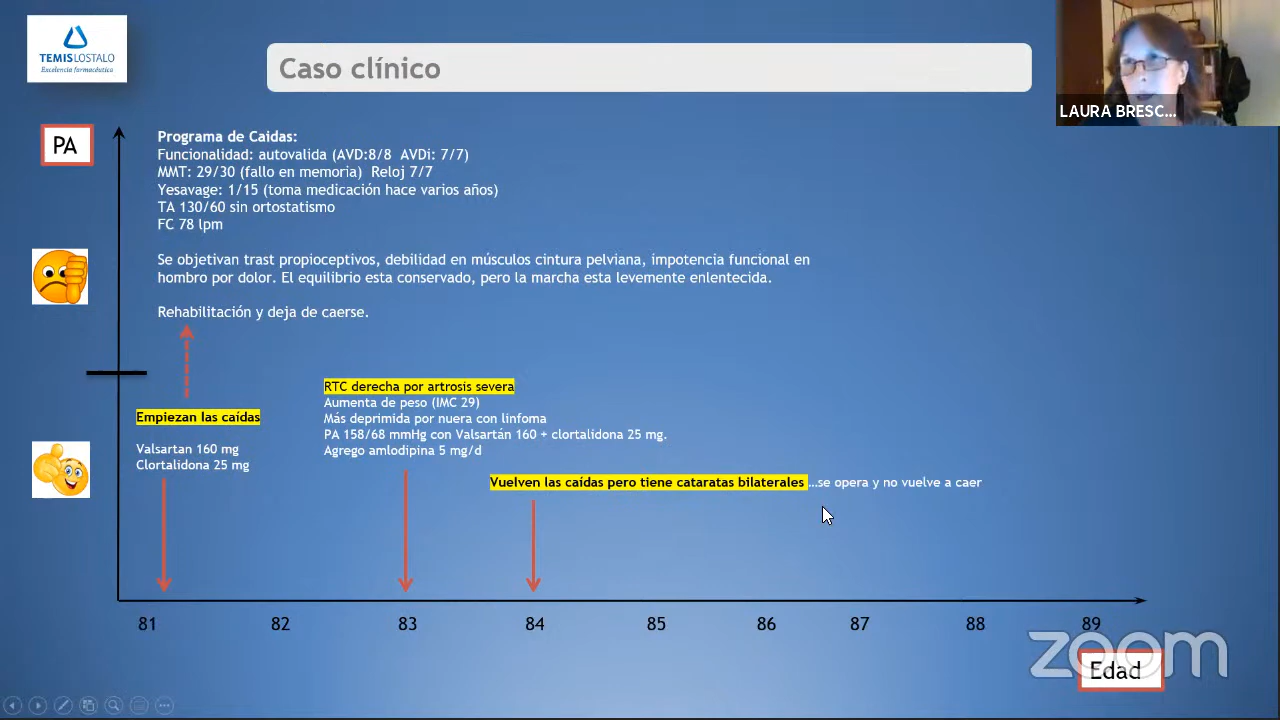 TEMISLOSTALO
Excelencia farmacéutica
Caso clínico
LAURA BRESC...
PA
Programa de Caidas:
Funcionalidad: autovalida (AVD:8/8 AVDi: 7/7)
MMT: 29/30 (fallo en memoria) Reloj 7/7
Yesavage: 1/15 (toma medicación hace varios años)
TA 130/60 sin ortostatismo
FC 78 lpm
Se objetivan trast propioceptivos, debilidad en músculos cintura pelviana, impotencia funcional en
hombro por dolor. El equilibrio esta conservado, pero la marcha esta levemente enlentecida.
Rehabilitación y deja de caerse.
Empiezan las caídas
Valsartan 160 mg
Clortalidona 25 mg
RTC derecha por artrosis severa
Aumenta de peso (IMC 29)
Más deprimida por nuera con linfoma
PA 158/68 mmHg con Valsartán 160 + clortalidona 25 mg.
Agrego amlodipina 5 mg/d
Vuelven las caídas pero tiene cataratas bilaterales ...se opera y no vuelve a caer
81 82 83 84 85 86 87 88 89
zoom
Edad